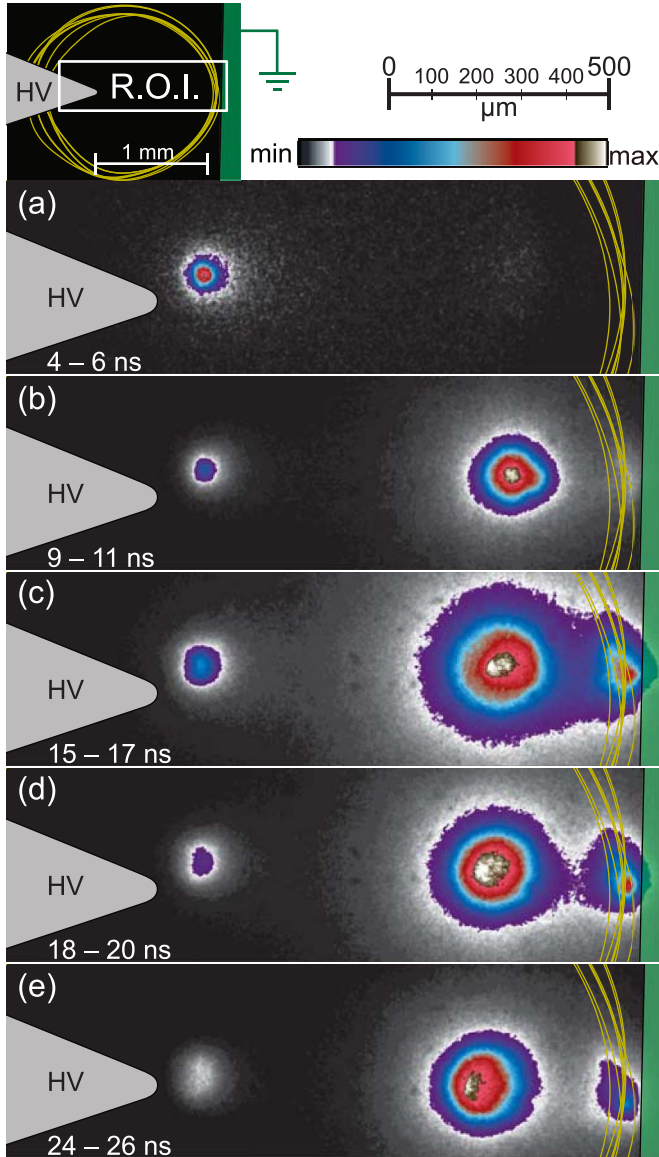 HV
R.O.I.
1 mm
0 100 200 300 400 500
µm
min
max
(a)
HV
4 – 6 ns
(b)
HV
9 – 11 ns
(c)
HV
15 – 17 ns
(d)
HV
18 – 20 ns
(e)
HV
24 – 26 ns